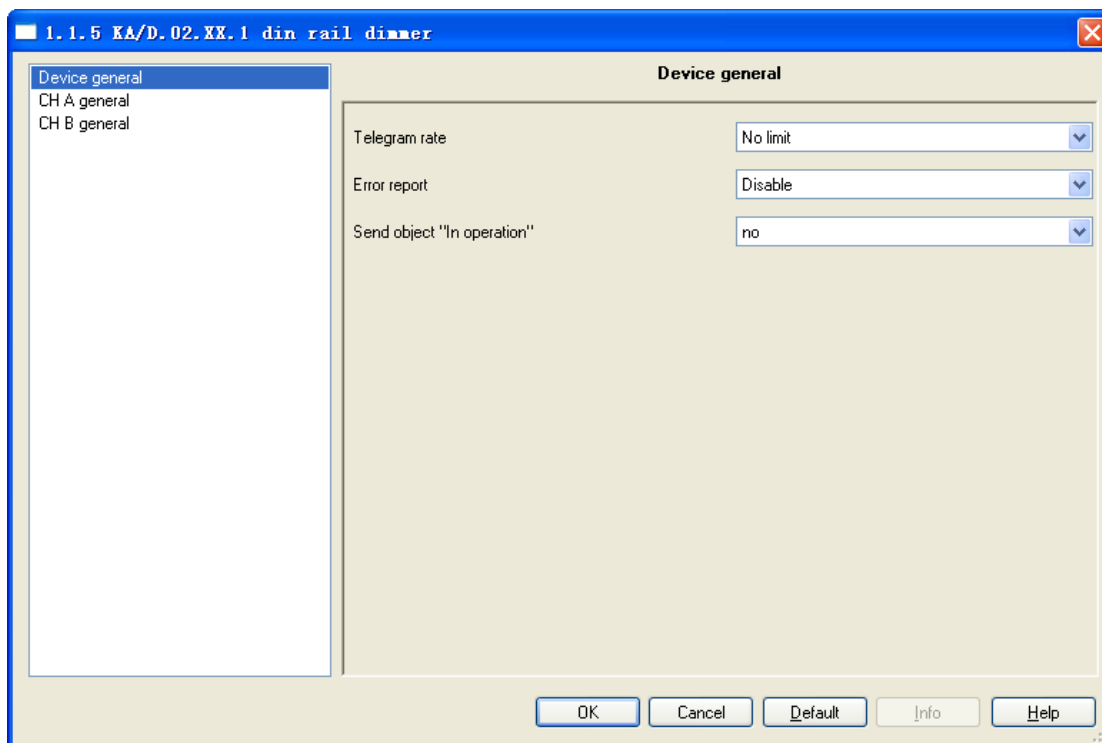 1.1.5 KA/D.02.XX.1 din rail dimmer
Device general
CH A general
CH B general
Device general
Telegram rate No limit
Error report Disable
Send object "In operation" no
OK Cancel Default Info Help